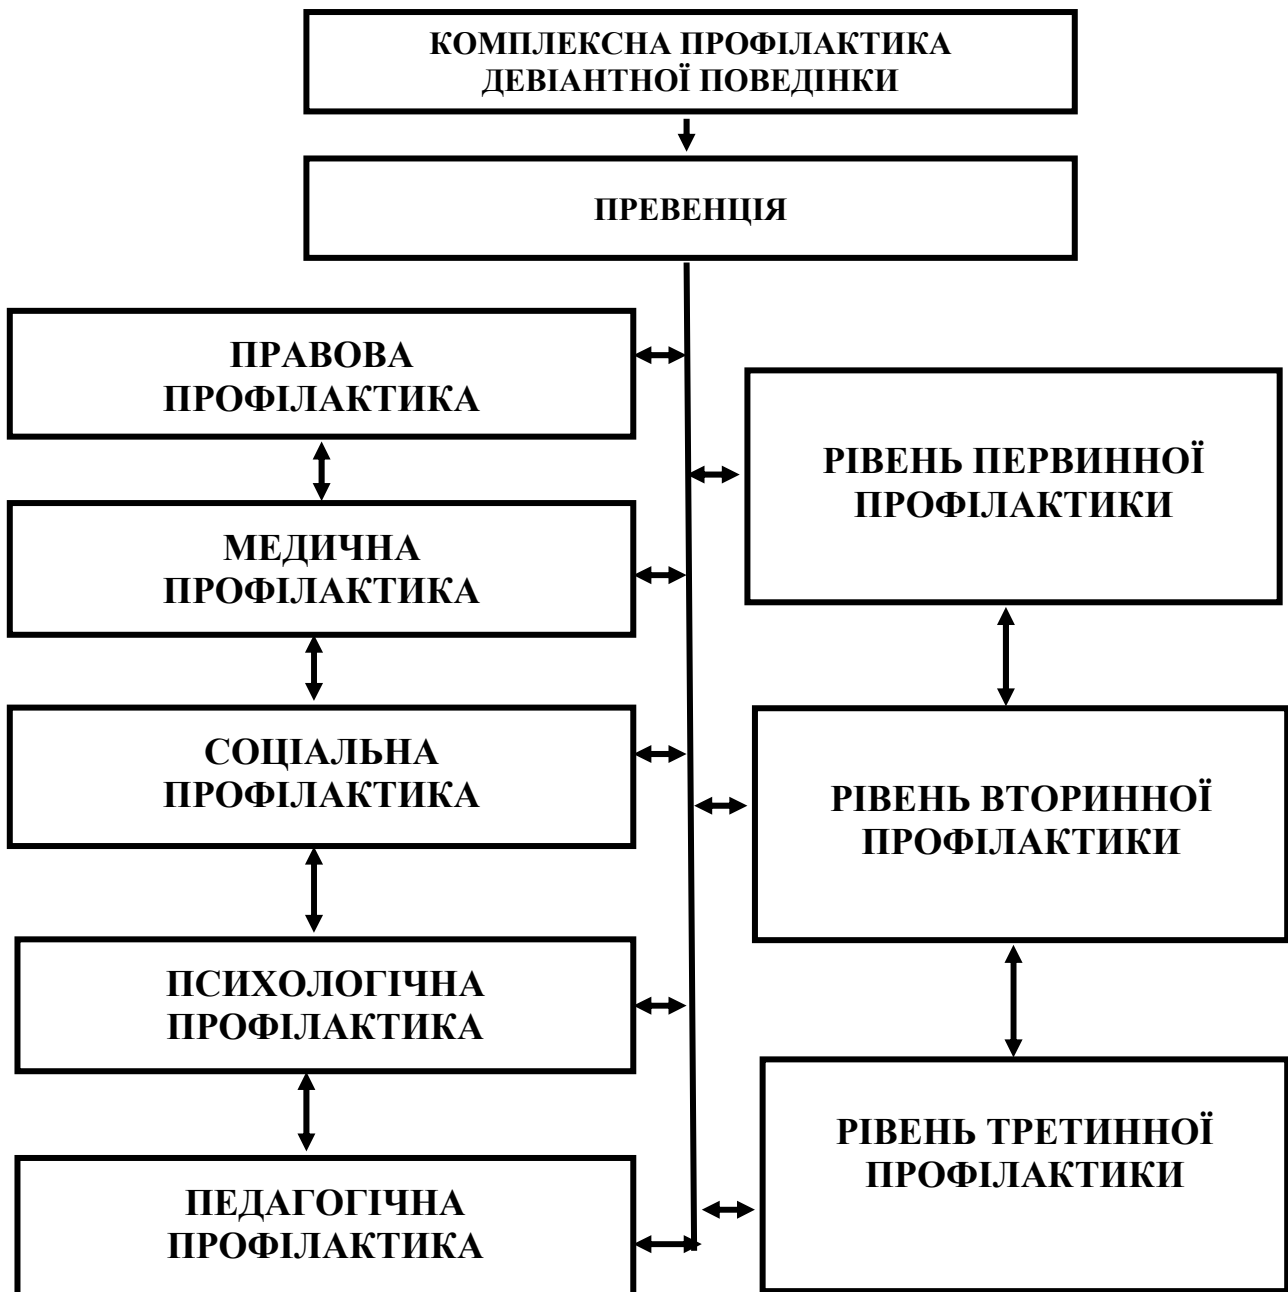 КОМПЛЕКСНА ПРОФІЛАКТИКА
ДЕВІАНТНОЇ ПОВЕДІНКИ
ПРЕВЕНЦІЯ
ПРАВОВА
ПРОФІЛАКТИКА
МЕДИЧНА
ПРОФІЛАКТИКА
СОЦІАЛЬНА
ПРОФІЛАКТИКА
ПСИХОЛОГІЧНА
ПРОФІЛАКТИКА
ПЕДАГОГІЧНА
ПРОФІЛАКТИКА
РІВЕНЬ ПЕРВИННОЇ
ПРОФІЛАКТИКИ
РІВЕНЬ ВТОРИННОЇ
ПРОФІЛАКТИКИ
РІВЕНЬ ТРЕТИННОЇ
ПРОФІЛАКТИКИ